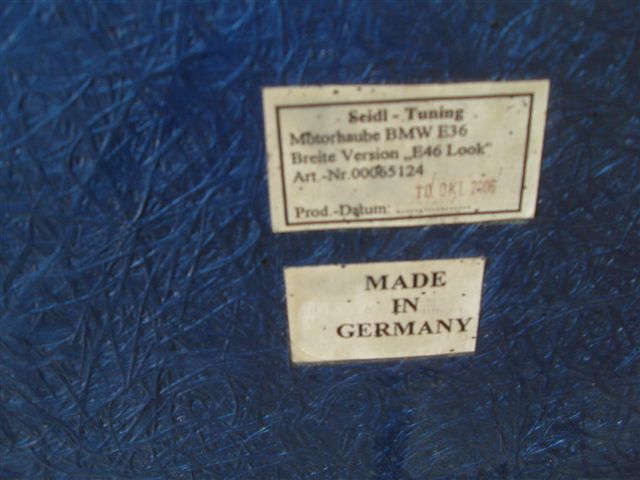 Seidl - Tuning
Motorhaube BMW E36
Breite Version „E46 Look"
Art.-Nr.00065124
10. OKT. 2006
Prod.-Datum:
MADE
IN
GERMANY